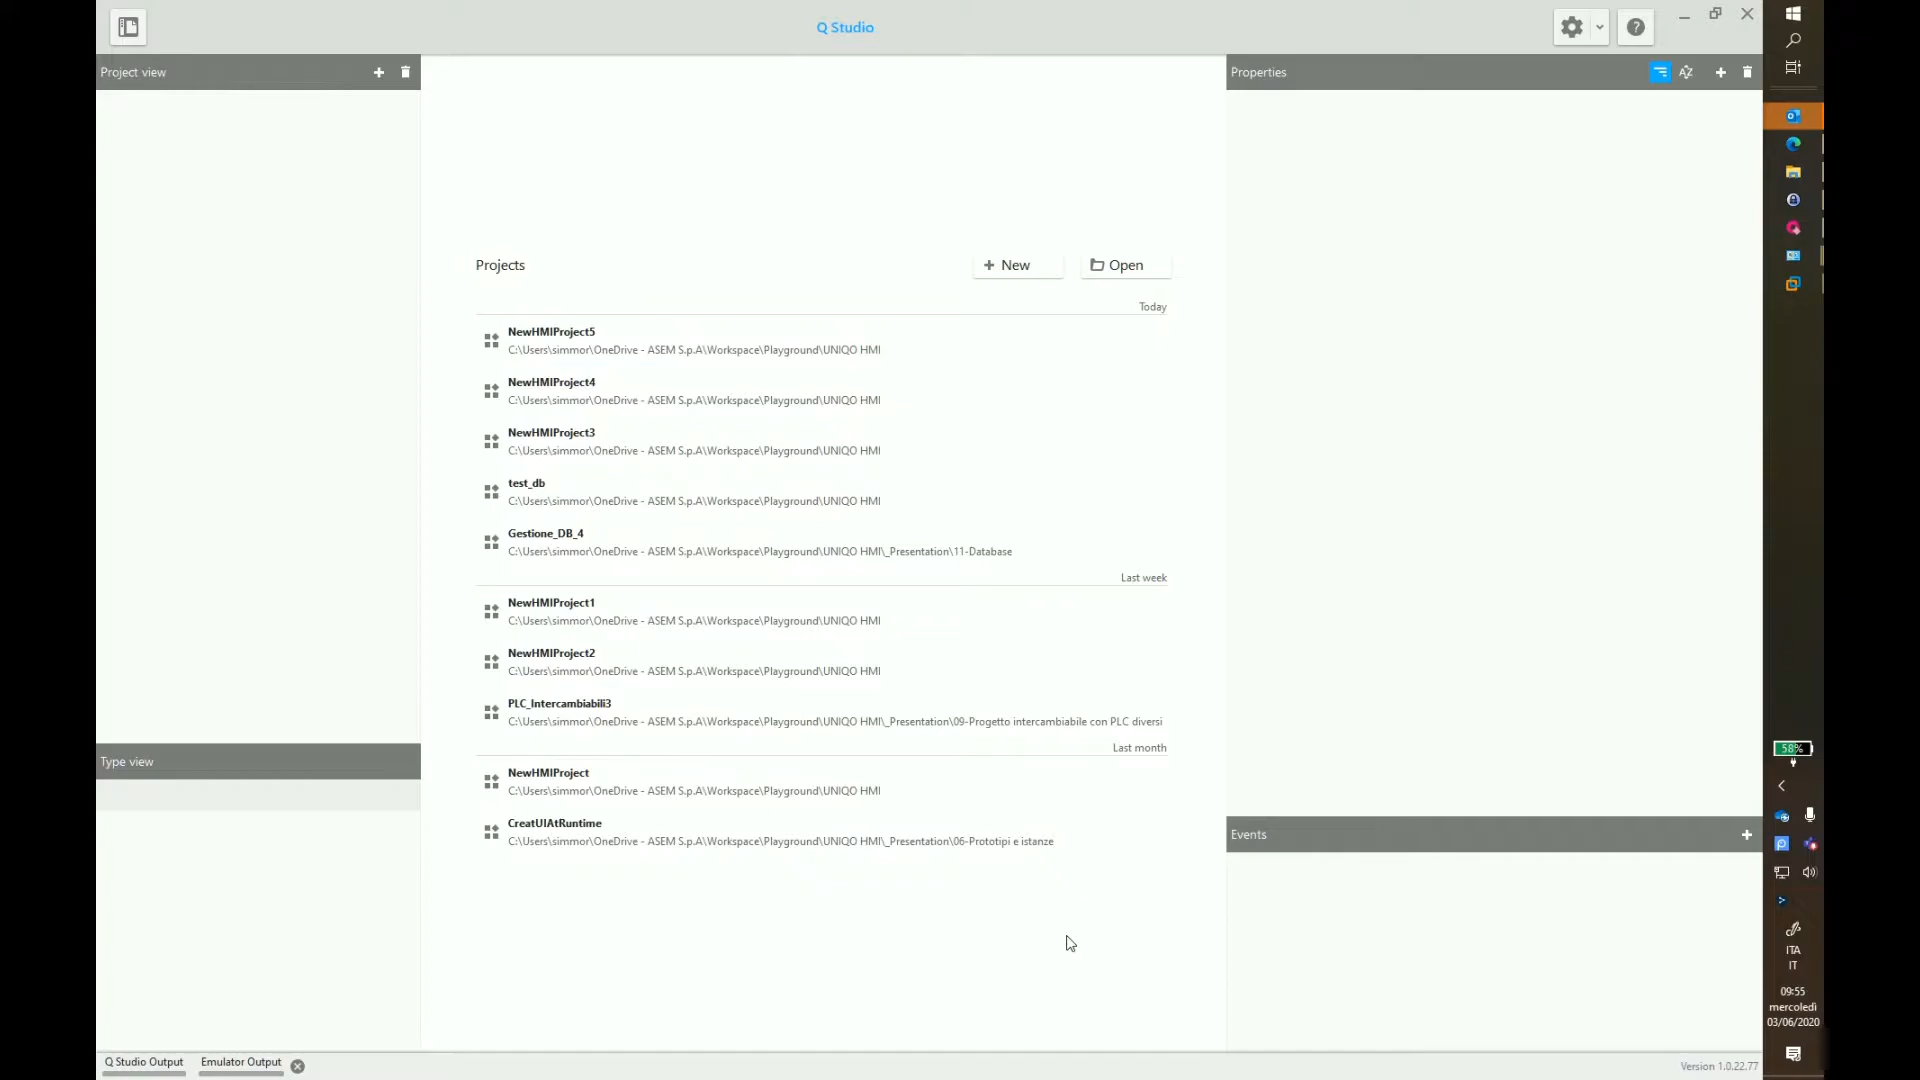 Q Studio
Project view
Properties
Projects
New
Open
Today
NewHMIProject5
C:\Users\simmor\OneDrive - ASEM S.p.A\Workspace\Playground\UNIQO HMI
NewHMIProject4
C:\Users\simmor\OneDrive - ASEM S.p.A\Workspace\Playground\UNIQO HMI
NewHMIProject3
C:\Users\simmor\OneDrive - ASEM S.p.A\Workspace\Playground\UNIQO HMI
test_db
C:\Users\simmor\OneDrive - ASEM S.p.A\Workspace\Playground\UNIQO HMI
Gestione_DB_4
C:\Users\simmor\OneDrive - ASEM S.p.A\Workspace\Playground\UNIQO HMI\_Presentation\11-Database
Last week
NewHMIProject1
C:\Users\simmor\OneDrive - ASEM S.p.A\Workspace\Playground\UNIQO HMI
NewHMIProject2
C:\Users\simmor\OneDrive - ASEM S.p.A\Workspace\Playground\UNIQO HMI
PLC_Intercambiabili3
C:\Users\simmor\OneDrive - ASEM S.p.A\Workspace\Playground\UNIQO HMI\_Presentation\09-Progetto intercambiabile con PLC diversi
Last month
NewHMIProject
C:\Users\simmor\OneDrive - ASEM S.p.A\Workspace\Playground\UNIQO HMI
CreatUIAtRuntime
C:\Users\simmor\OneDrive - ASEM S.p.A\Workspace\Playground\UNIQO HMI\_Presentation\06-Prototipi e istanze
Type view
Events
Q Studio Output
Emulator Output
Version 1.0.22.77
58%
ITA
IT
09:55
mercoledì
03/06/2020